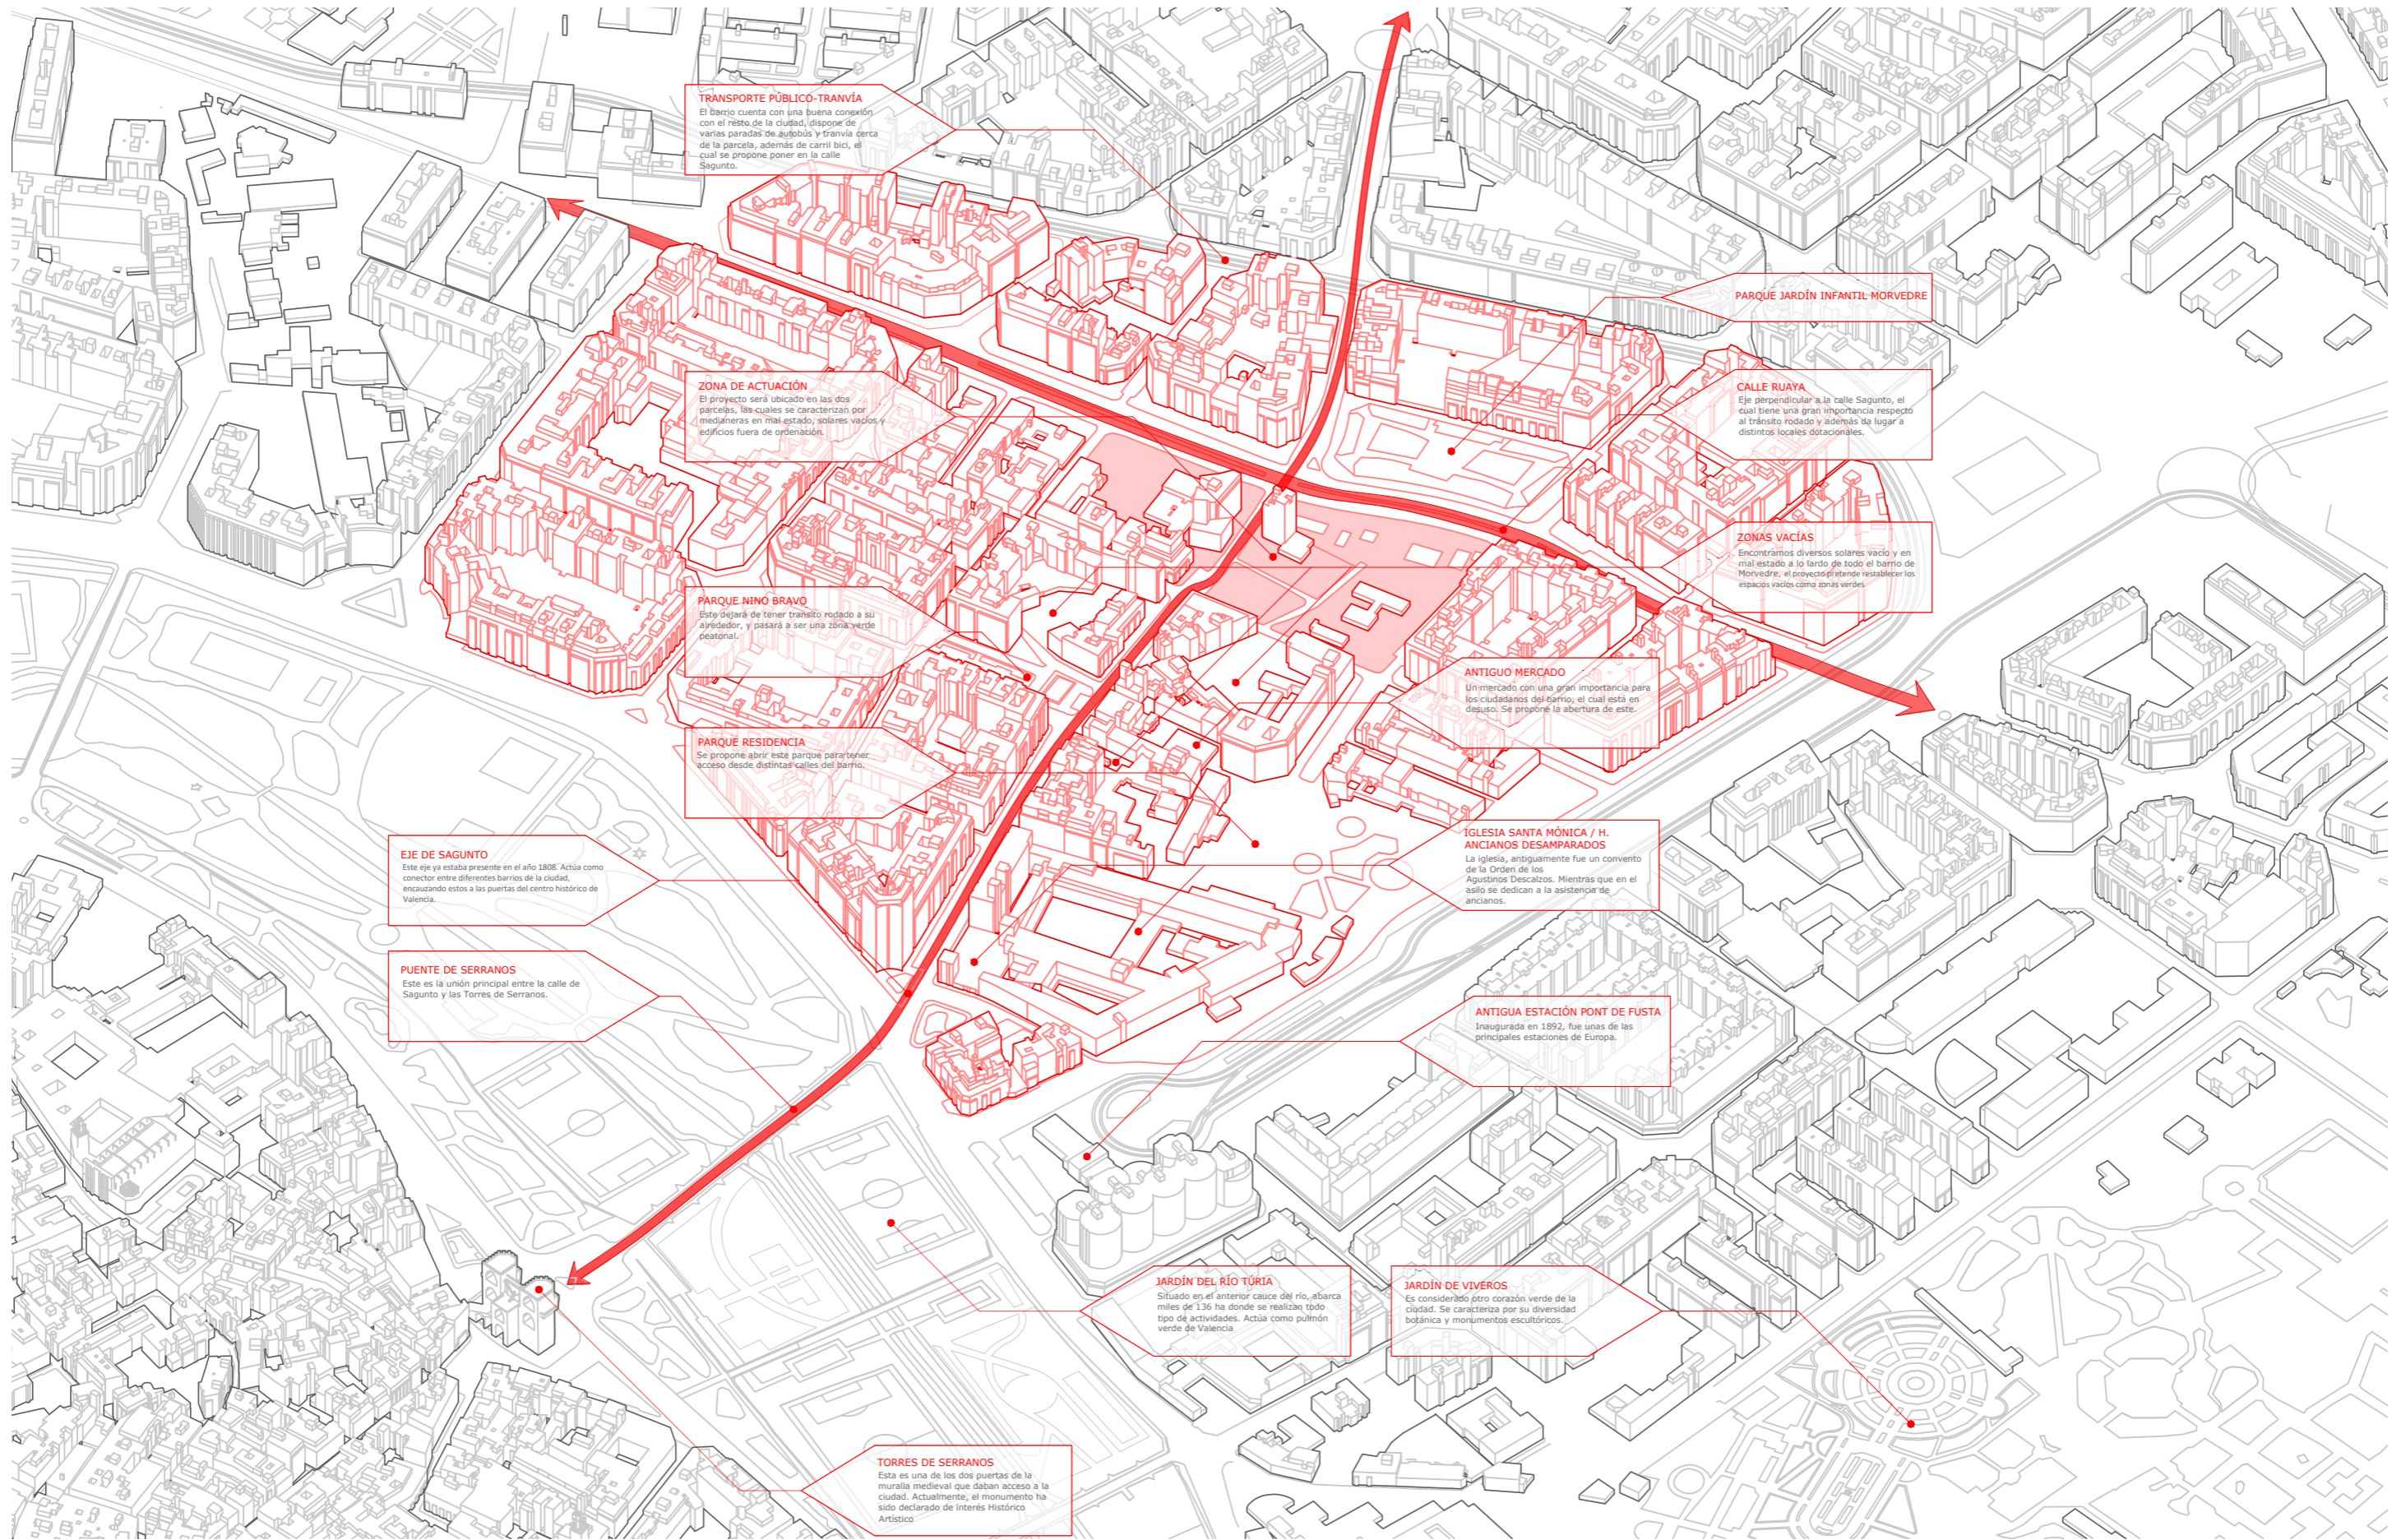 TRANSPORTE PÚBLICO-TRANVÍA
El barrio cuenta con una buena conexión
con el resto de la ciudad, dispone de
varias paradas de autobús y tranvía cerca
de la parcela, además de carril bici, el
cual se propone poner en la calle
Sagunto.
PARQUE JARDÍN INFANTIL MORVEDRE
ZONA DE ACTUACIÓN
El proyecto será ubicado en las dos
parcelas, las cuales se caracterizan por
medianeras en mal estado, solares vacíos y
edificios fuera de ordenación.
CALLE RUAYA
Eje perpendicular a la calle Sagunto, el
cual tiene una gran importancia respecto
al tránsito rodado y además da lugar a
distintos locales dotacionales.
ZONAS VACÍAS
Encontramos diversos solares vacío y en
mal estado a lo lardo de todo el barrio de
Morvedre, el proyecto pretende restablecer los
espacios vacíos como zonas verdes
PARQUE NINO BRAVO
Este dejará de tener transito rodado a su
alrededor, y pasará a ser una zona verde
peatonal.
ANTIGUO MERCADO
Un mercado con una gran importancia para
los ciudadanos del barrio, el cual está en
desuso. Se propone la abertura de este.
PARQUE RESIDENCIA
Se propone abrir este parque para tener
acceso desde distintas calles del barrio.
IGLESIA SANTA MÓNICA / H.
ANCIANOS DESAMPARADOS
La iglesia, antiguamente fue un convento
de la Orden de los
Agustinos Descalzos. Mientras que en el
asilo se dedican a la asistencia de
ancianos.
EJE DE SAGUNTO
Este eje ya estaba presente en el año 1808. Actúa como
conector entre diferentes barrios de la ciudad,
encauzando estos a las puertas del centro histórico de
Valencia.
PUENTE DE SERRANOS
Este es la unión principal entre la calle de
Sagunto y las Torres de Serranos.
ANTIGUA ESTACIÓN PONT DE FUSTA
Inaugurada en 1892, fue unas de las
principales estaciones de Europa.
JARDÍN DEL RÍO TÚRIA
Situado en el anterior cauce del río, abarca
miles de 136 ha donde se realizan todo
tipo de actividades. Actúa como pulmón
verde de Valencia
JARDÍN DE VIVEROS
Es considerado otro corazón verde de la
ciudad. Se caracteriza por su diversidad
botánica y monumentos escultóricos.
TORRES DE SERRANOS
Esta es una de los dos puertas de la
muralla medieval que daban acceso a la
ciudad. Actualmente, el monumento ha
sido declarado de interés Histórico
Artístico